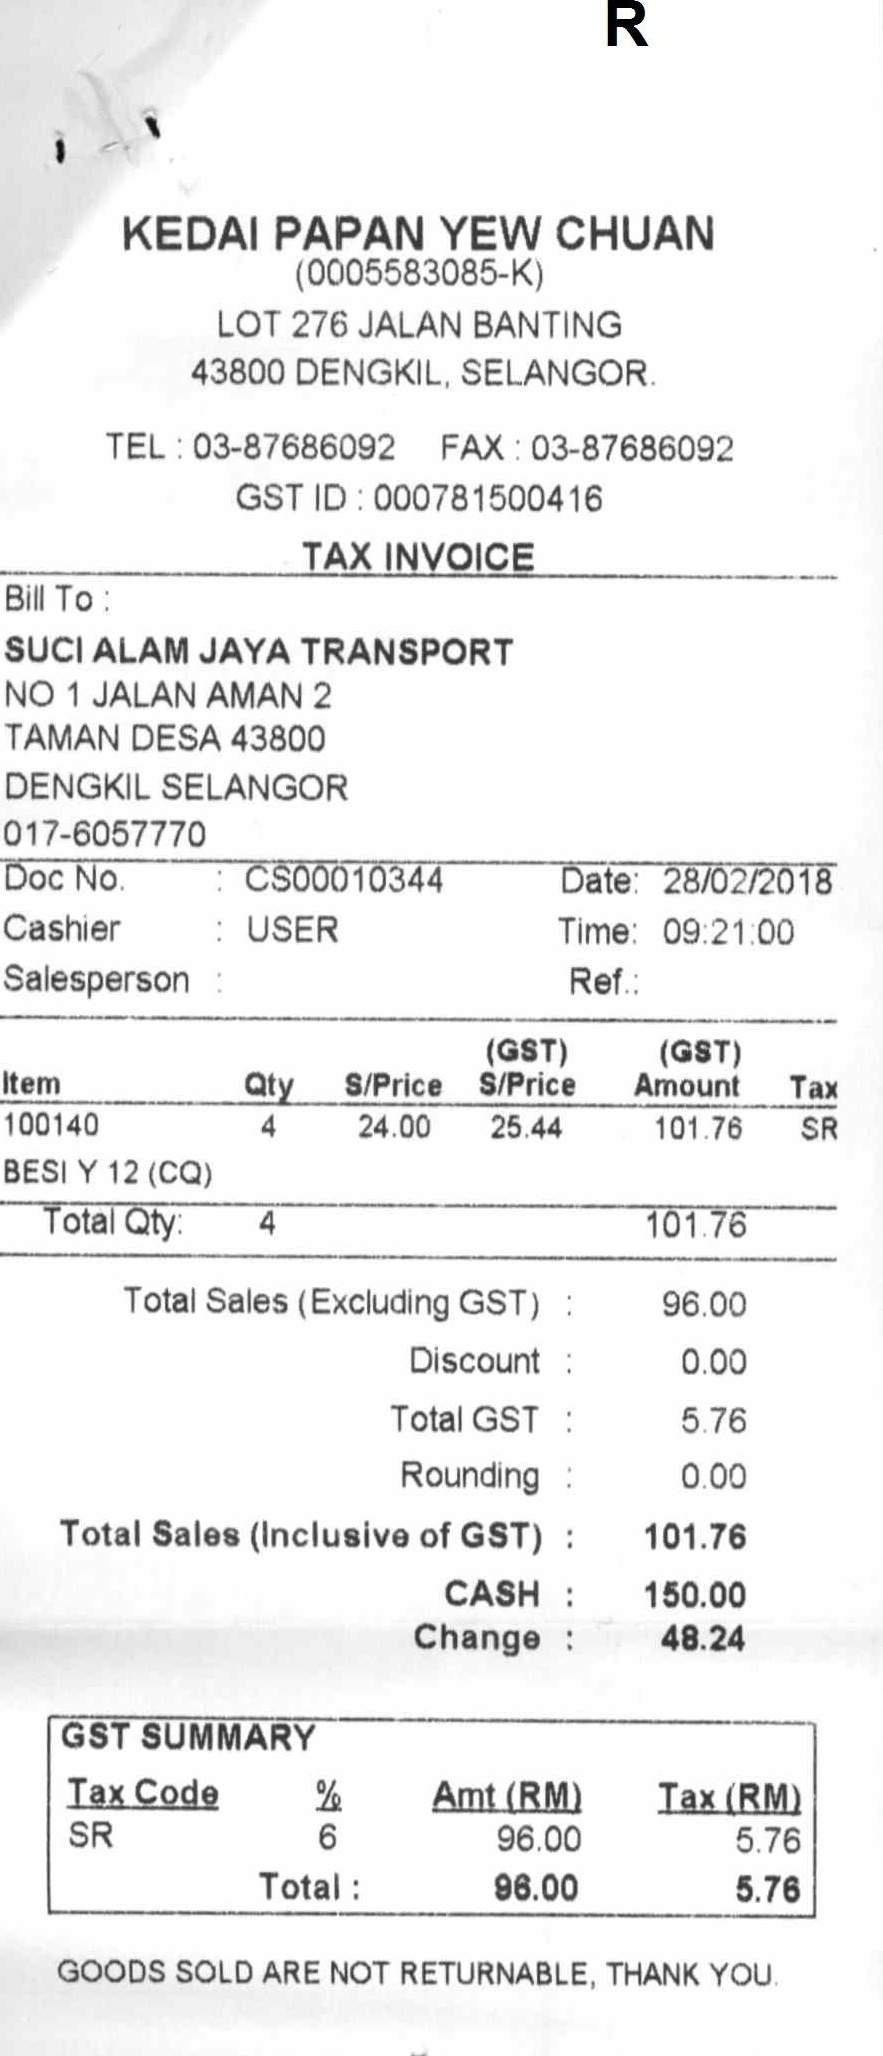 R
KEDAI PAPAN YEW CHUAN
(0005583085-K)
LOT 276 JALAN BANTING
43800 DENGKIL, SELANGOR.
TEL : 03-87686092 FAX : 03-87686092
GST ID : 000781500416
TAX INVOICE
Bill To :
SUCI ALAM JAYA TRANSPORT
NO 1 JALAN AMAN 2
TAMAN DESA 43800
DENGKIL SELANGOR
017-6057770
Doc No. : CS00010344 Date: 28/02/2018
Cashier : USER Time: 09:21:00
Salesperson : Ref.:
(GST) (GST)
Item Qty S/Price S/Price Amount Tax
100140 4 24.00 25.44 101.76 SR
BESI Y 12 (CQ)
Total Qty: 4 101.76
Total Sales (Excluding GST) : 96.00
Discount : 0.00
Total GST : 5.76
Rounding : 0.00
Total Sales (Inclusive of GST) : 101.76
CASH : 150.00
Change : 48.24
GST SUMMARY
Tax Code % Amt (RM) Tax (RM)
SR 6 96.00 5.76
Total : 96.00 5.76
GOODS SOLD ARE NOT RETURNABLE, THANK YOU.